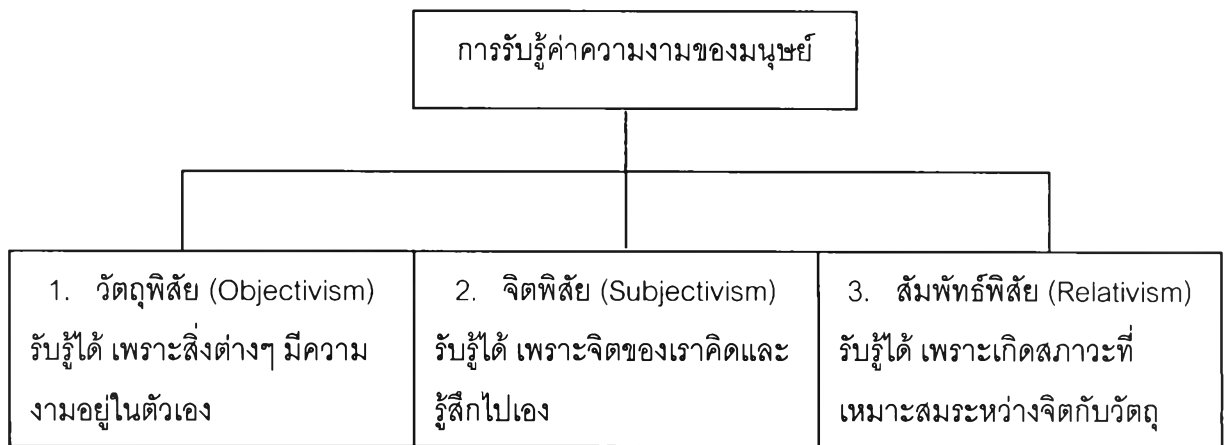 การรับรู้ค่าความงามของมนุษย์
1. วัตถุพิสัย (Objectivism)
รับรู้ได้ เพราะสิ่งต่างๆ มีความ
งามอยู่ในตัวเอง
2. จิตพิสัย (Subjectivism)
รับรู้ได้ เพราะจิตของเราคิดและ
รู้สึกไปเอง
3. สัมพัทธ์พิสัย (Relativism)
รับรู้ได้ เพราะเกิดสภาวะที่
เหมาะสมระหว่างจิตกับวัตถุ